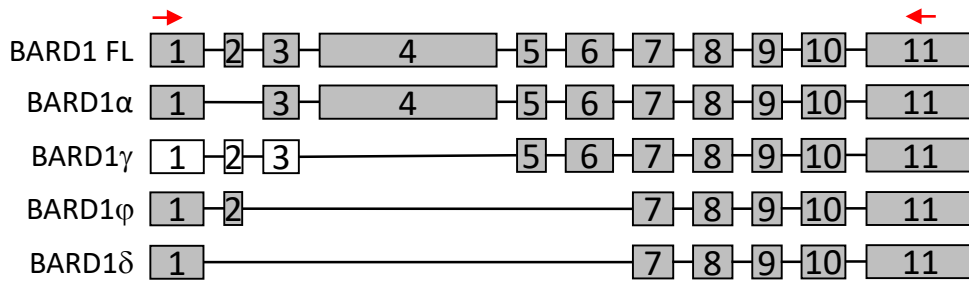 BARD1 FL 1 2 3 4 5 6 7 8 9 10 11
BARD1α 1 3 4 5 6 7 8 9 10 11
BARD1γ 1 2 3 5 6 7 8 9 10 11
BARD1φ 1 2 7 8 9 10 11
BARD1δ 1 7 8 9 10 11